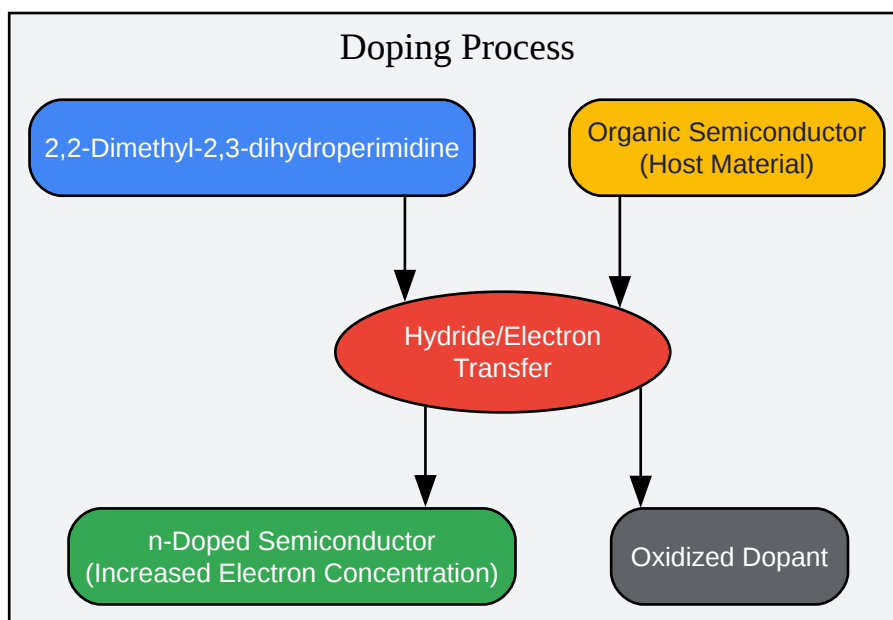 Doping Process
2,2-Dimethyl-2,3-dihydroperimidine
Organic Semiconductor
(Host Material)
Hydride/Electron
Transfer
n-Doped Semiconductor
(Increased Electron Concentration)
Oxidized Dopant